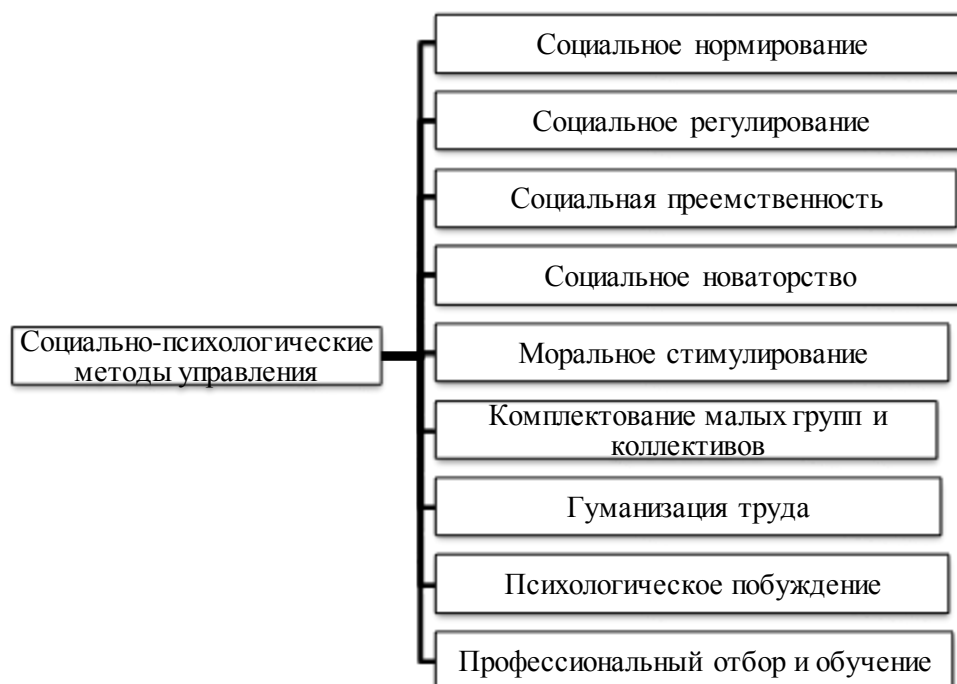 Социальное нормирование
Социальное регулирование
Социальная преемственность
Социальное новаторство
Социально-психологические
методы управления
Моральное стимулирование
Комплектование малых групп и
коллективов
Гуманизация труда
Психологическое побуждение
Профессиональный отбор и обучение